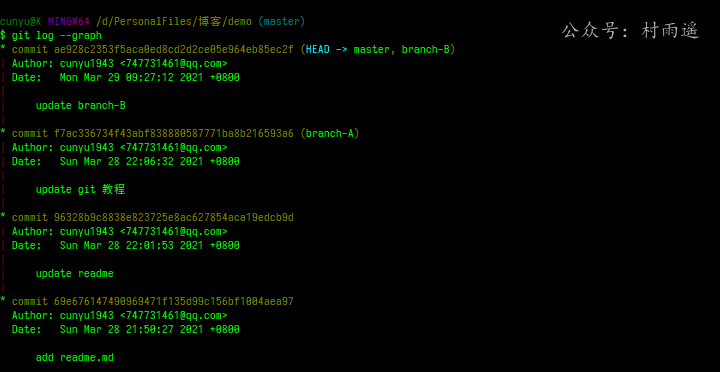 cunyu@K MINGW64 /d/PersonalFiles/博客/demo (master)
公众号：村雨遥
$ git log --graph
* commit ae928c2353f5aca0ed8cd2d2ce05e964eb85ec2f (HEAD -> master, branch-B)
| Author: cunyu1943 <747731461@qq.com>
| Date:   Mon Mar 29 09:27:12 2021 +0800
|
|     update branch-B
|
* commit f7ac336734f43abf838880587771ba8b216593a6 (branch-A)
| Author: cunyu1943 <747731461@qq.com>
| Date:   Sun Mar 28 22:06:32 2021 +0800
|
|     update git 教程
|
* commit 96328b9c8838e823725e8ac627854aca19edcb9d
| Author: cunyu1943 <747731461@qq.com>
| Date:   Sun Mar 28 22:01:53 2021 +0800
|
|     update readme
|
* commit 69e676147490969471f135d99c156bf1004aea97
  Author: cunyu1943 <747731461@qq.com>
  Date:   Sun Mar 28 21:50:27 2021 +0800
      add readme.md